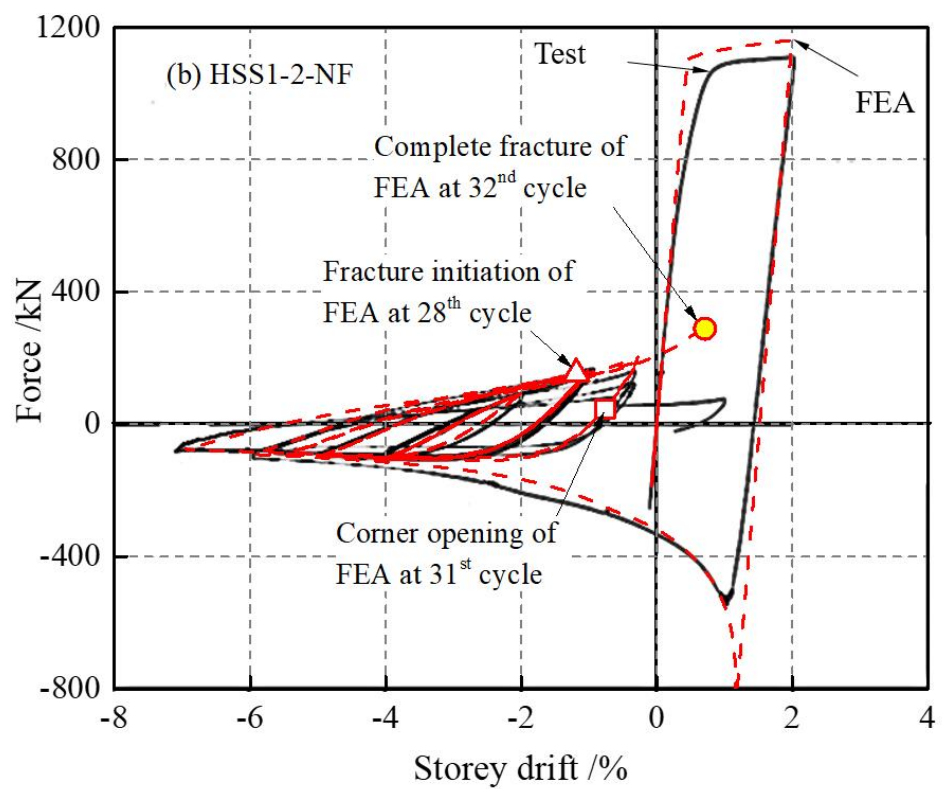 1200
Test
(b) HSS1-2-NF
FEA
Complete fracture of
FEA at 32nd cycle
800
Fracture initiation of
FEA at 28th cycle
400
Force /kN
0
Corner opening of
FEA at 31st cycle
-400
-800
-8 -6 -4 -2 0 2 4
Storey drift /%